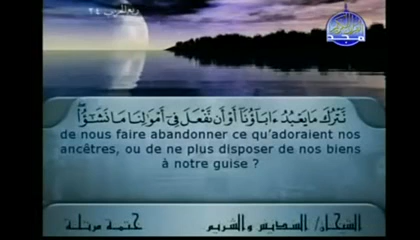 نَّتْرُكَ مَا يَعْبُدُ ءَابَآؤُنَآ أَوْ أَن نَّفْعَلَ فِىٓ أَمْوَٰلِنَا مَا نَشَٰٓؤُا۟
de nous faire abandonner ce qu'adoraient nos
ancêtres, ou de ne plus disposer de nos biens
à notre guise ?
ختمة مرتلة
الشيخان/ السديس والشريم